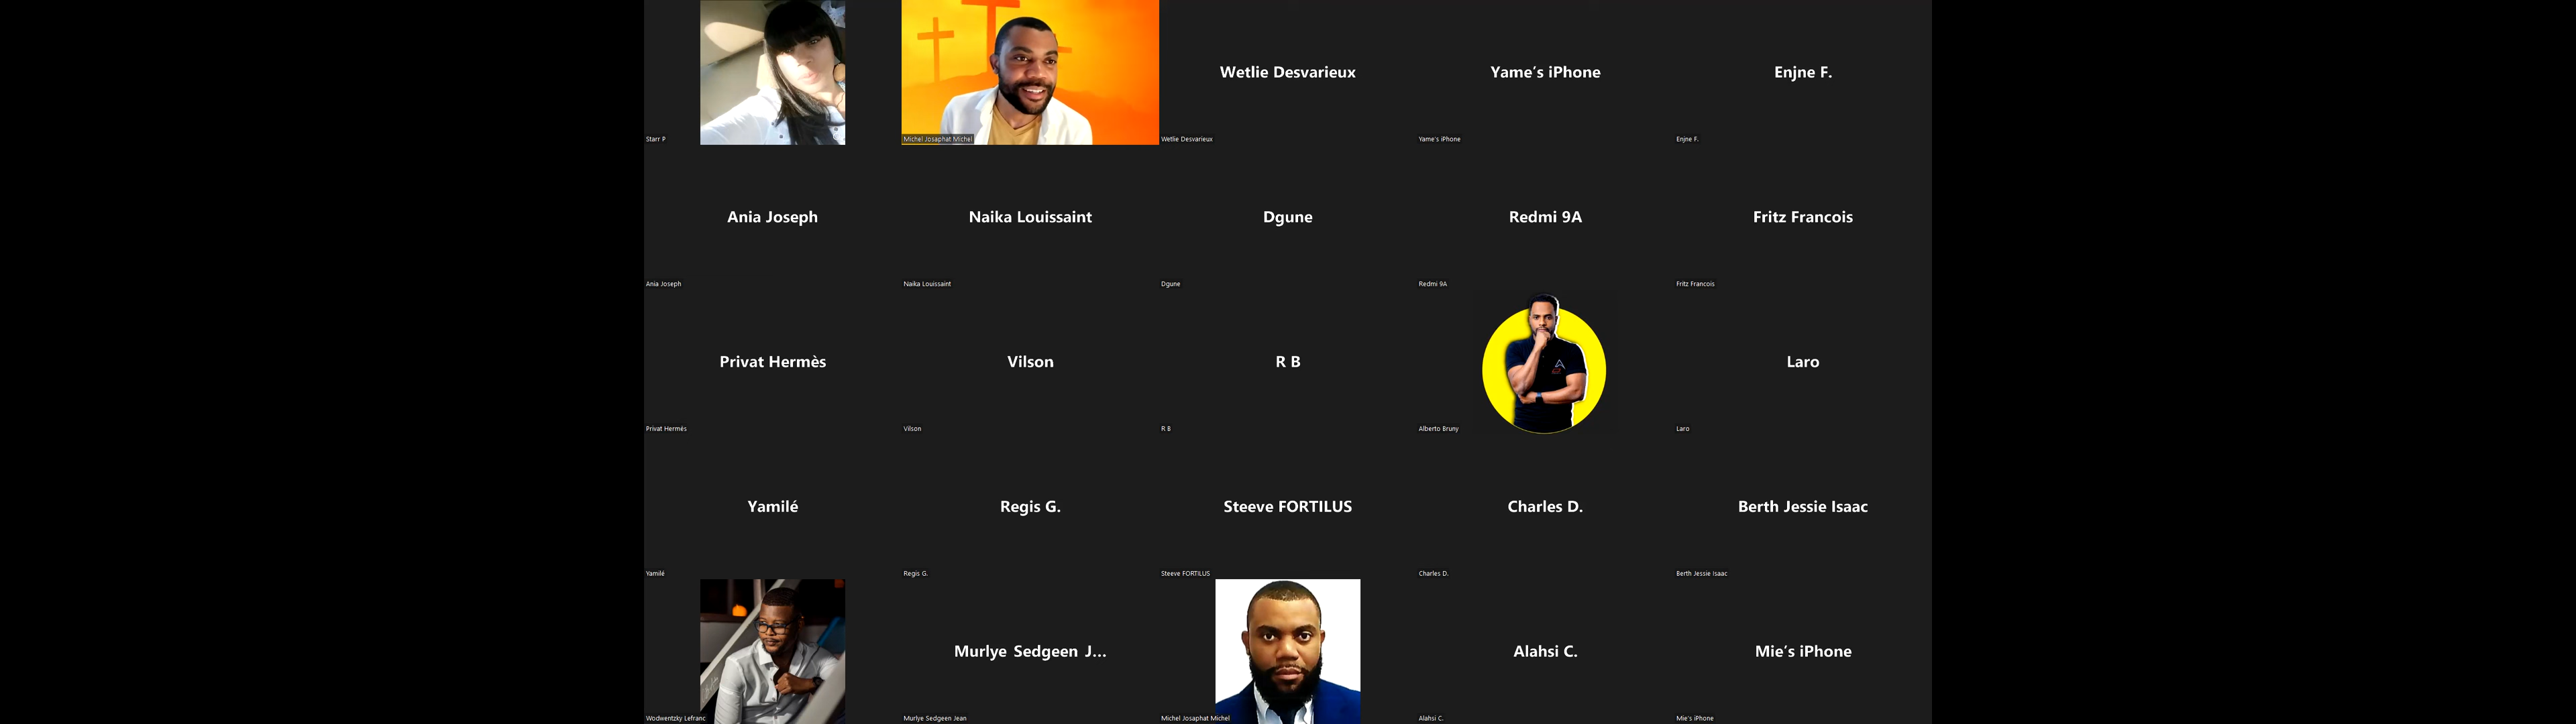 Starr P
Michel Josaphat Michel
Wetlie Desvarieux
Wetlie Desvarieux
Yame's iPhone
Yame's iPhone
Enjne F.
Enjne F.
Ania Joseph
Ania Joseph
Naika Louissaint
Naika Louissaint
Dgune
Dgune
Redmi 9A
Redmi 9A
Fritz Francois
Fritz Francois
Privat Hermès
Privat Hermès
Vilson
Vilson
R B
R B
Alberto Bruny
Laro
Laro
Yamilé
Yamilé
Regis G.
Regis G.
Steeve FORTILUS
Steeve FORTILUS
Charles D.
Charles D.
Berth Jessie Isaac
Berth Jessie Isaac
Wodwentzky Lefranc
Murlye Sedgeen J...
Murlye Sedgeen Jean
Michel Josaphat Michel
Alahsi C.
Alahsi C.
Mie's iPhone
Mie's iPhone